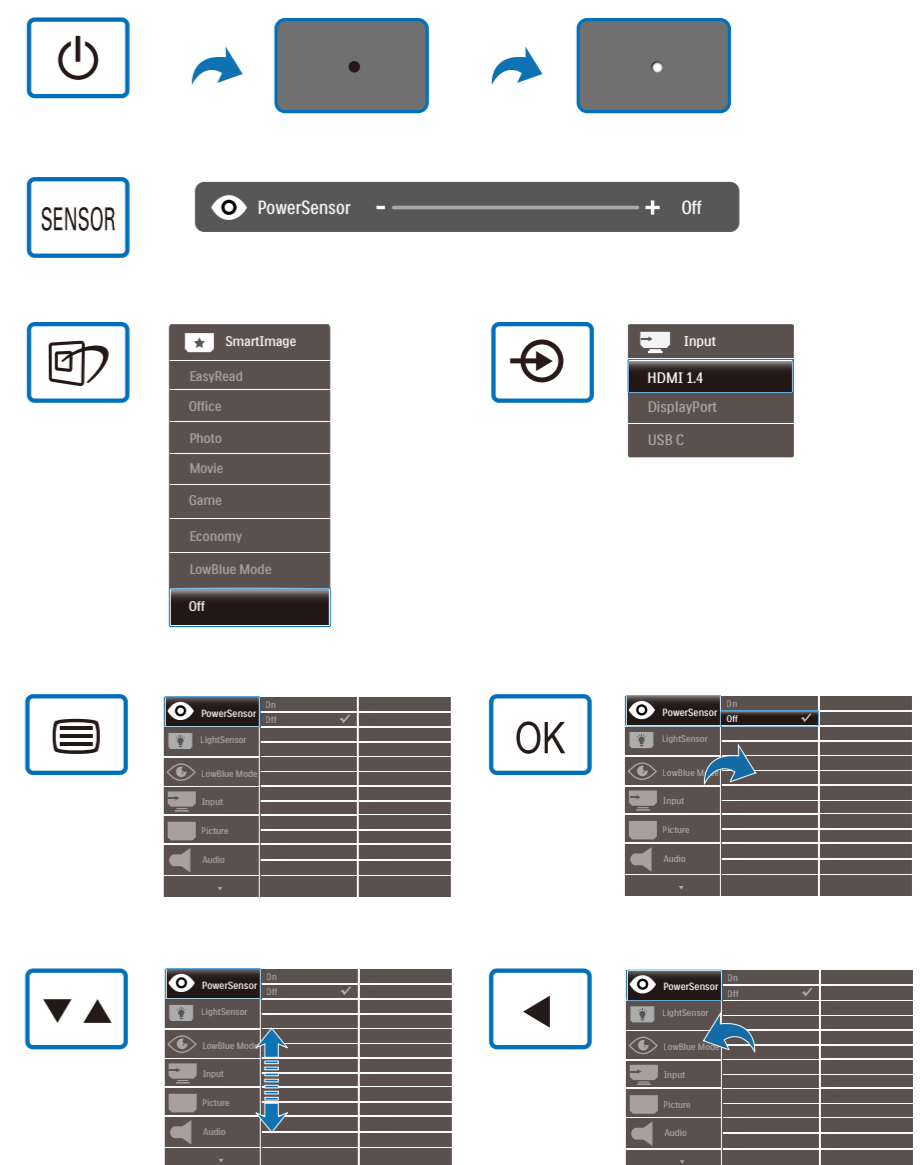 SENSOR
PowerSensor - + Off
SmartImage
EasyRead
Office
Photo
Movie
Game
Economy
LowBlue Mode
Off
Input
HDMI 1.4
DisplayPort
USB C
PowerSensor
On
Off
LightSensor
LowBlue Mode
Input
Picture
Audio
OK
PowerSensor
On
Off
LightSensor
LowBlue M e
Input
Picture
Audio
PowerSensor
On
Off
LightSensor
LowBlue Mode
Input
Picture
Audio
PowerSensor
On
Off
LightSensor
LowBlue Mode
Input
Picture
Audio